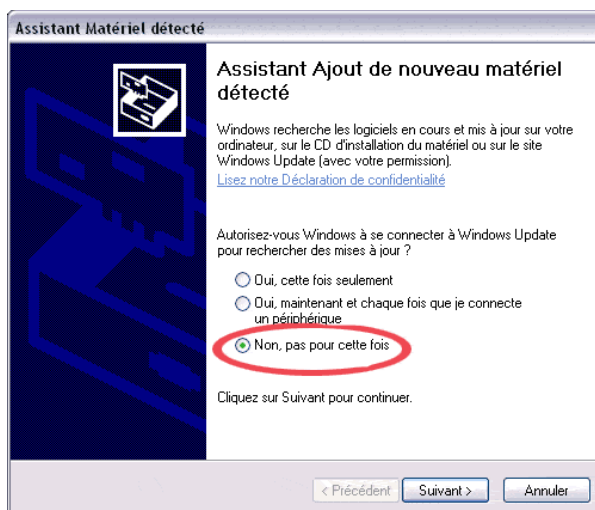 Assistant Matériel détecté
Assistant Ajout de nouveau matériel
détecté
Windows recherche les logiciels en cours et mis à jour sur votre
ordinateur, sur le CD d'installation du matériel ou sur le site
Windows Update (avec votre permission).
Lisez notre Déclaration de confidentialité
Autorisez-vous Windows à se connecter à Windows Update
pour rechercher des mises à jour ?
Oui, cette fois seulement
Oui, maintenant et chaque fois que je connecte
un périphérique
Non, pas pour cette fois
Cliquez sur Suivant pour continuer.
< Précédent Suivant > Annuler